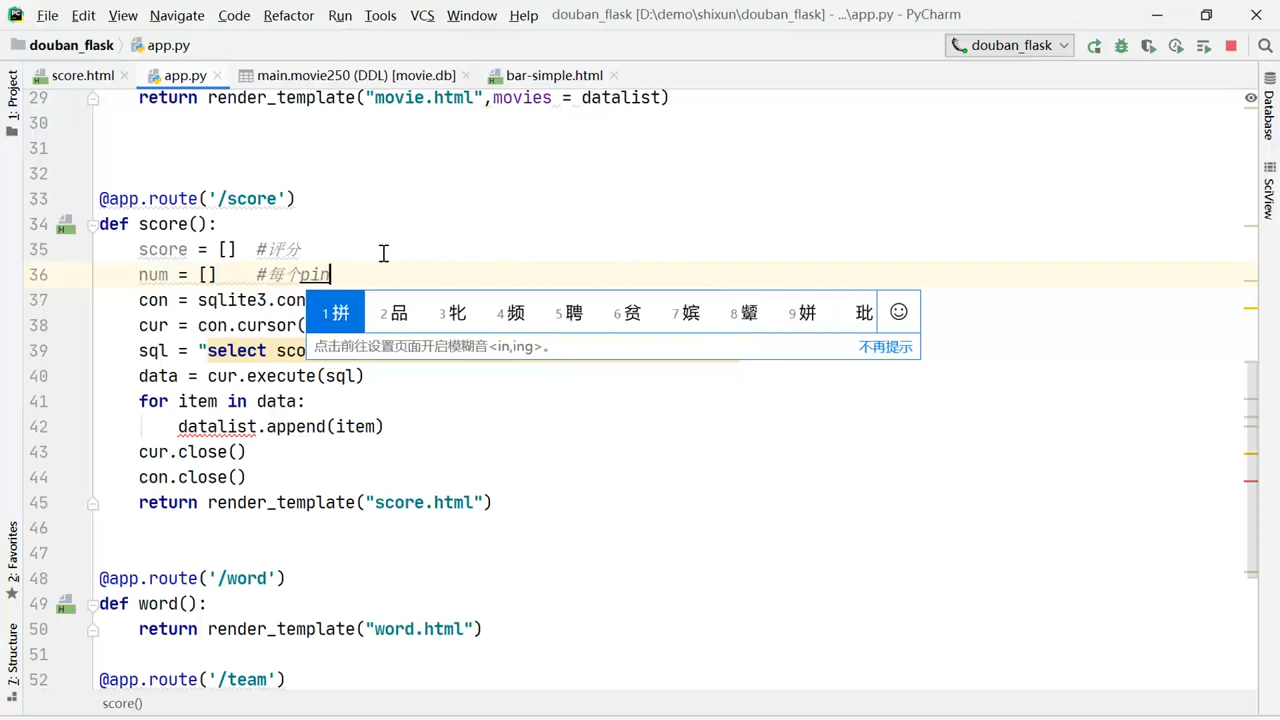 File Edit View Navigate Code Refactor Run Tools VCS Window Help douban_flask [D:\demo\shixun\douban_flask] - ...\app.py - PyCharm
douban_flask app.py douban_flask
score.html app.py main.movie250 (DDL) [movie.db] bar-simple.html
1: Project
Database
SciView
2: Favorites
7: Structure
29 return render_template("movie.html",movies = datalist)
30
31
32
33 @app.route('/score')
34 def score():
35 score = [] #评分
36 num = [] #每个pin
37 con = sqlite3.con
1 拼 2 品 3 牝 4 频 5 聘 6 贫 7 嫔 8 颦 9 姘 玭
38 cur = con.cursor(
点击前往设置页面开启模糊音<in,ing>。 不再提示
39 sql = "select sco
40 data = cur.execute(sql)
41 for item in data:
42 datalist.append(item)
43 cur.close()
44 con.close()
45 return render_template("score.html")
46
47
48 @app.route('/word')
49 def word():
50 return render_template("word.html")
51
52 @app.route('/team')
score()